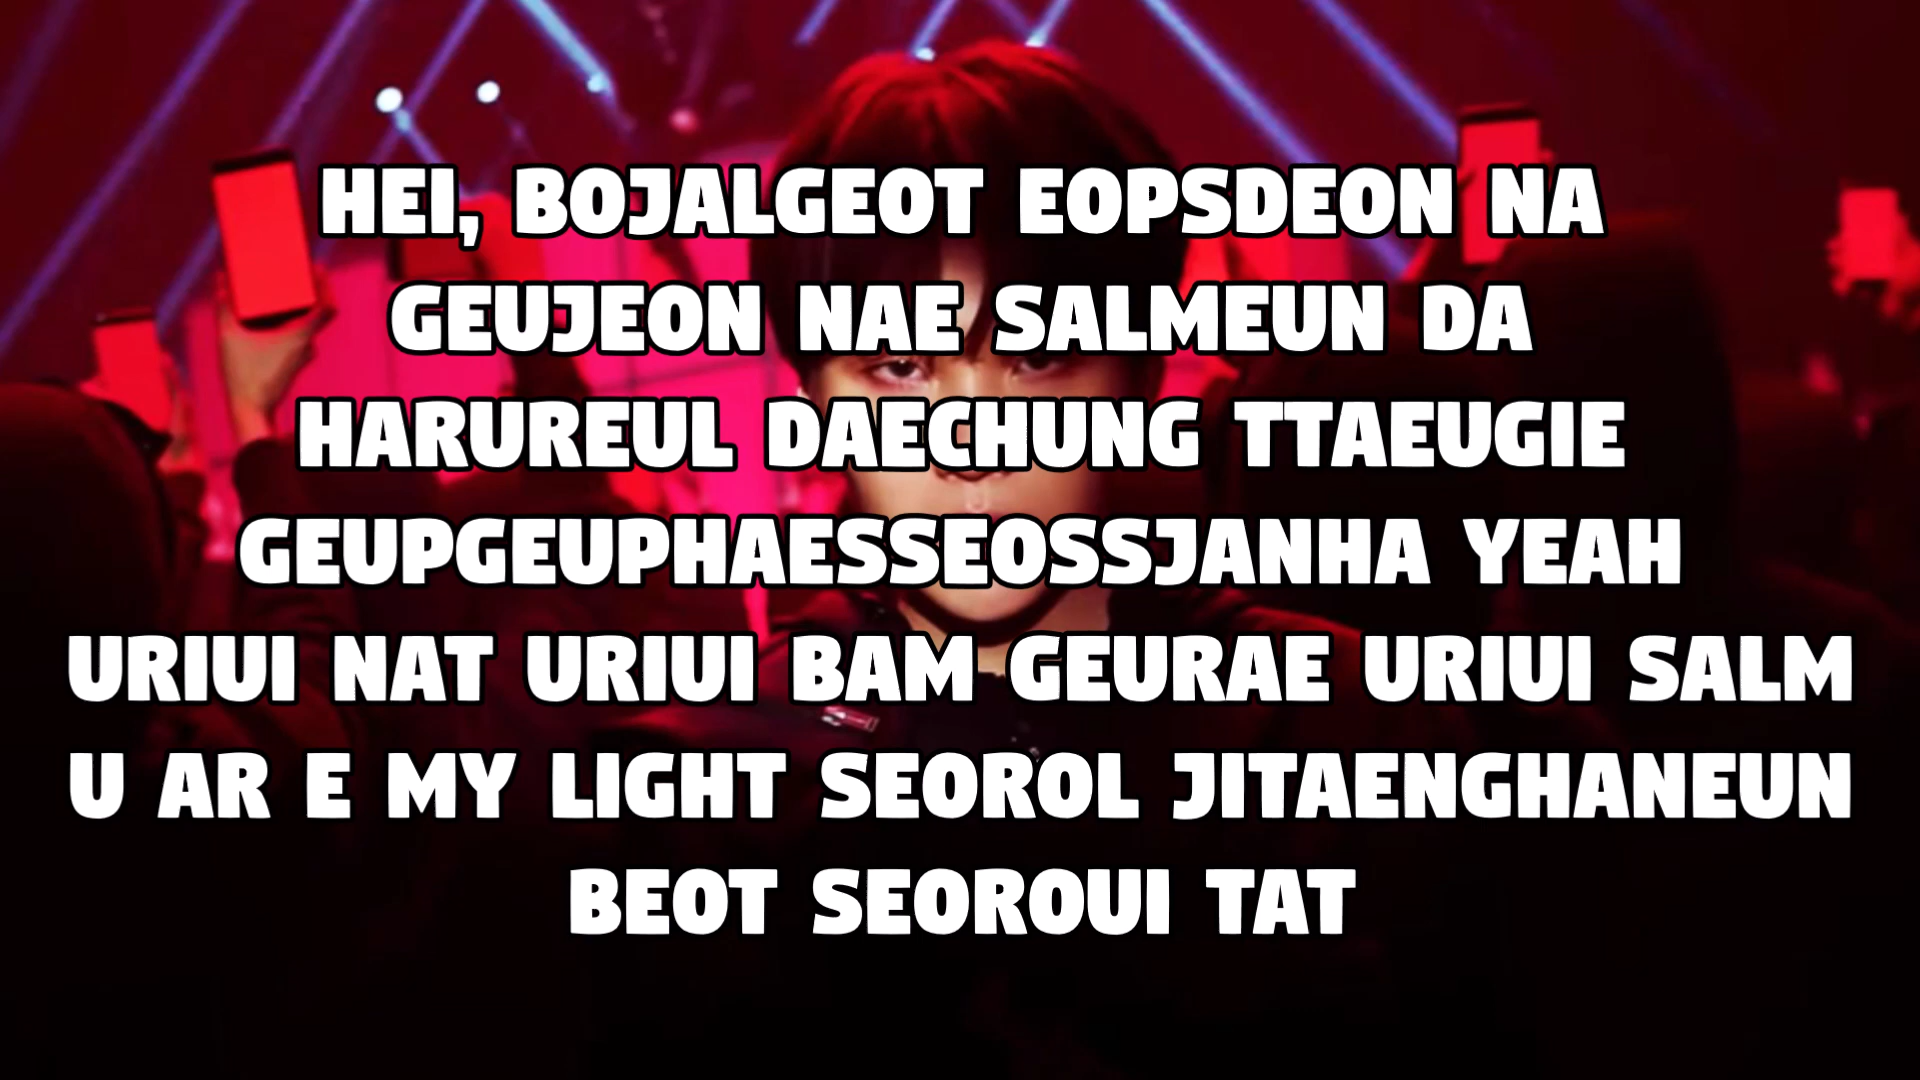 HEI, BOJALGEOT EOPSDEON NA
GEUJEON NAE SALMEUN DA
HARUREUL DAECHUNG TTAEUGIE
GEUPGEUPHAESSEOSSJANHA YEAH
URIUI NAT URIUI BAM GEURAE URIUI SALM
U AR E MY LIGHT SEOROL JITAENGHANEUN
BEOT SEOROUI TAT